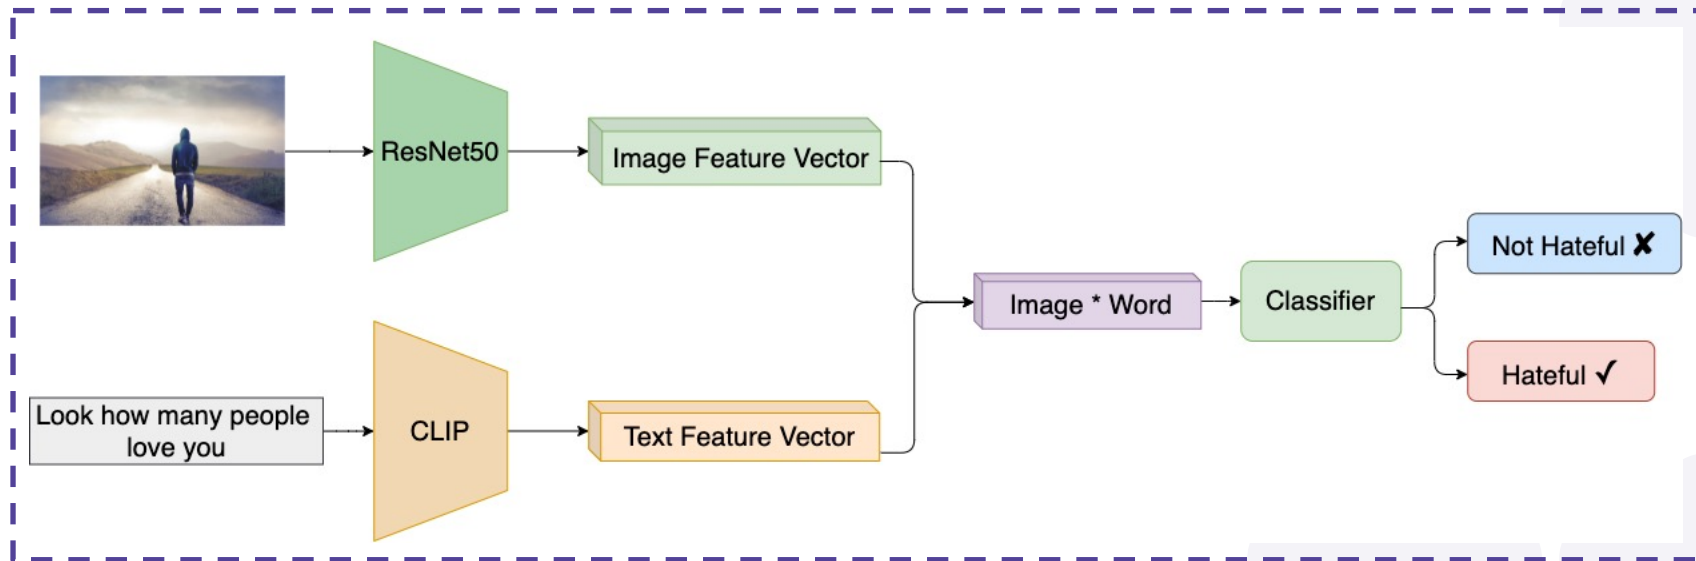 ResNet50
Image Feature Vector
Look how many people
love you
CLIP
Text Feature Vector
Image * Word
Classifier
Not Hateful ✘
Hateful ✓